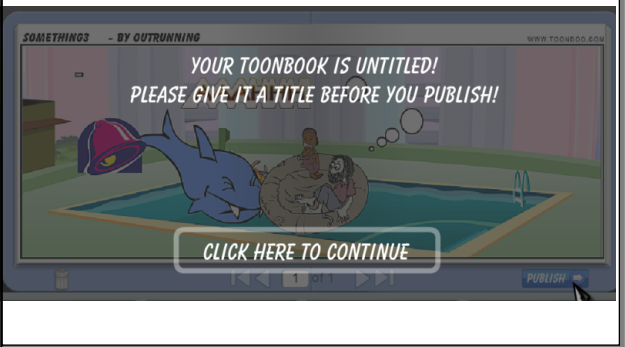 SOMETHINGS - BY OUTRUNNING
WWW.TOONDOO.COM
YOUR TOONBOOK IS UNTITLED!
PLEASE GIVE IT A TITLE BEFORE YOU PUBLISH!
CLICK HERE TO CONTINUE
1 of 1
PUBLISH